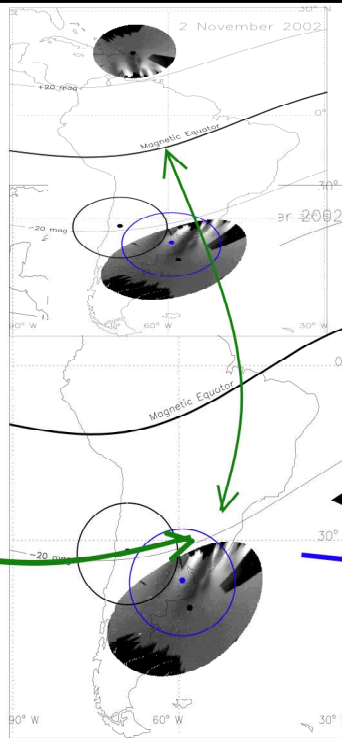 30° N
2 November 2002
+20 mag
0°
Magnetic Equator
30°
er 2002
-20 mag
90° W
60° W
30° W
0
Magnetic Equator
30°
-20 mag
90° W
60° W
30°